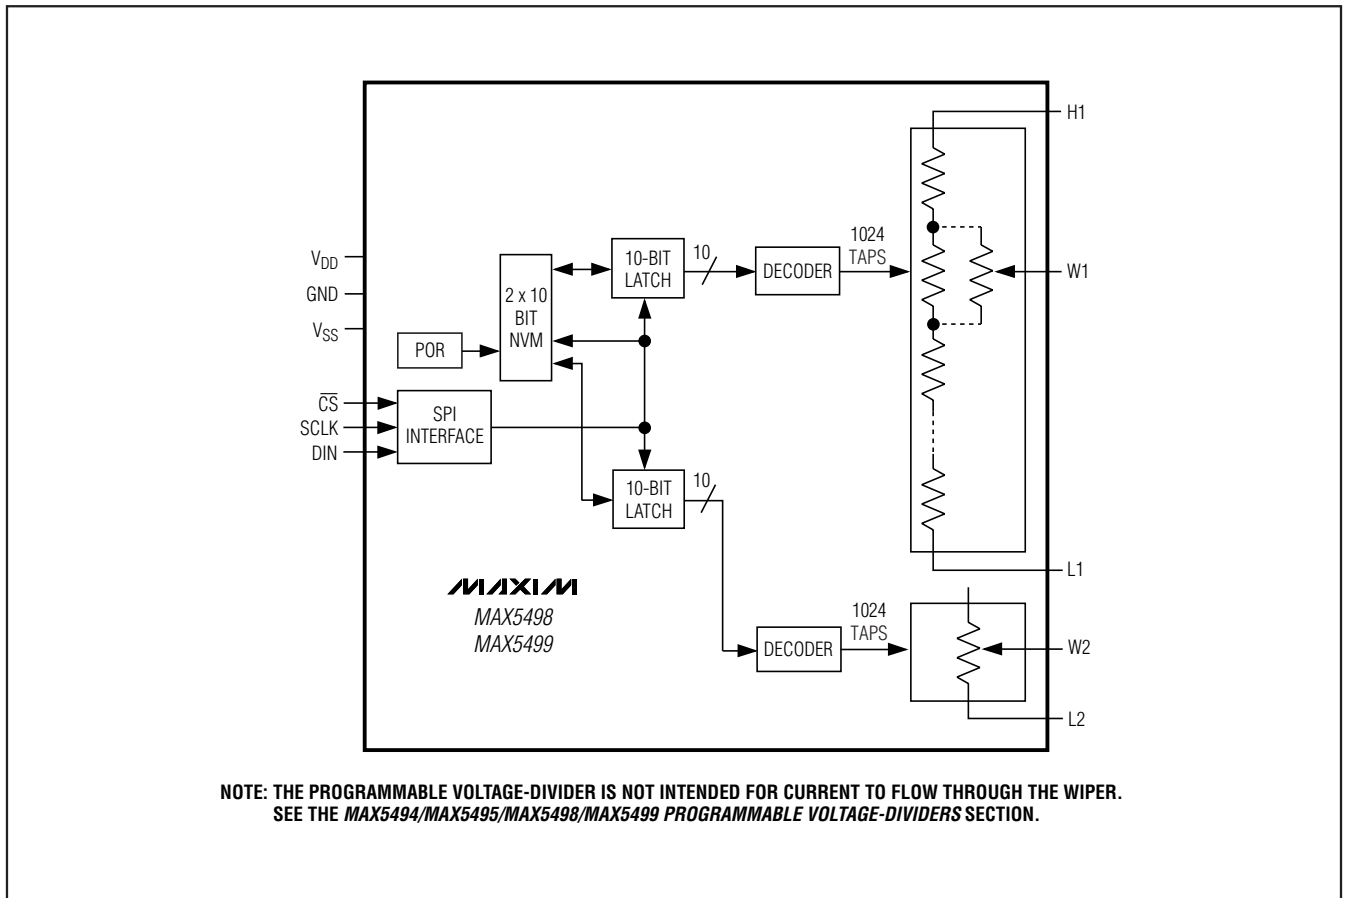 H1
1024
TAPS
10
10-BIT
LATCH
DECODER
W1
VDD
GND
VSS
2 x 10
BIT
NVM
POR
CS
SCLK
DIN
SPI
INTERFACE
10
10-BIT
LATCH
L1
MAXIM
MAX5498
MAX5499
1024
TAPS
DECODER
W2
L2
NOTE: THE PROGRAMMABLE VOLTAGE-DIVIDER IS NOT INTENDED FOR CURRENT TO FLOW THROUGH THE WIPER.
SEE THE MAX5494/MAX5495/MAX5498/MAX5499 PROGRAMMABLE VOLTAGE-DIVIDERS SECTION.